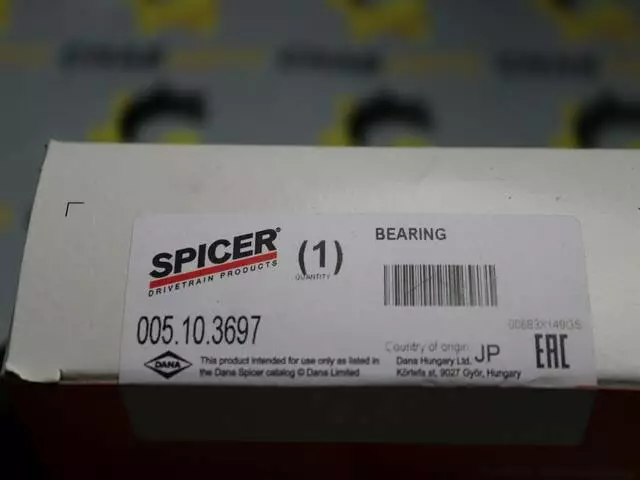 SPICER®
DRIVETRAIN PRODUCTS
(1)
QUANTITY
BEARING
005.10.3697
DANA
This product intended for use only as listed in
the Dana Spicer catalog © Dana Limited
Country of origin: JP
Dana Hungary Ltd.
Körtefa st, 9027 Győr, Hungary
EAC